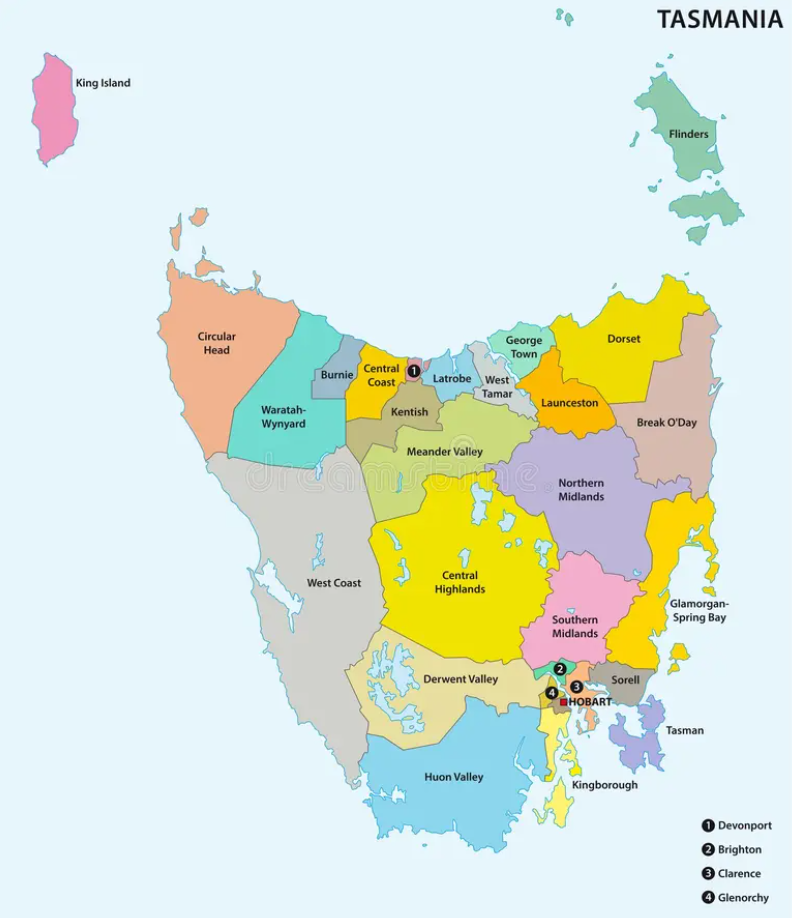 TASMANIA
King Island
Flinders
Circular
Head
Waratah-
Wynyard
Burnie
Central
Coast
1
Kentish
Latrobe
West
Tamar
George
Town
Dorset
Launceston
Break O'Day
Meander Valley
dreamstime
Northern
Midlands
West Coast
Central
Highlands
Southern
Midlands
Glamorgan-
Spring Bay
Derwent Valley
2
Sorell
4
3
HOBART
Tasman
Huon Valley
Kingborough
1 Devonport
2 Brighton
3 Clarence
4 Glenorchy